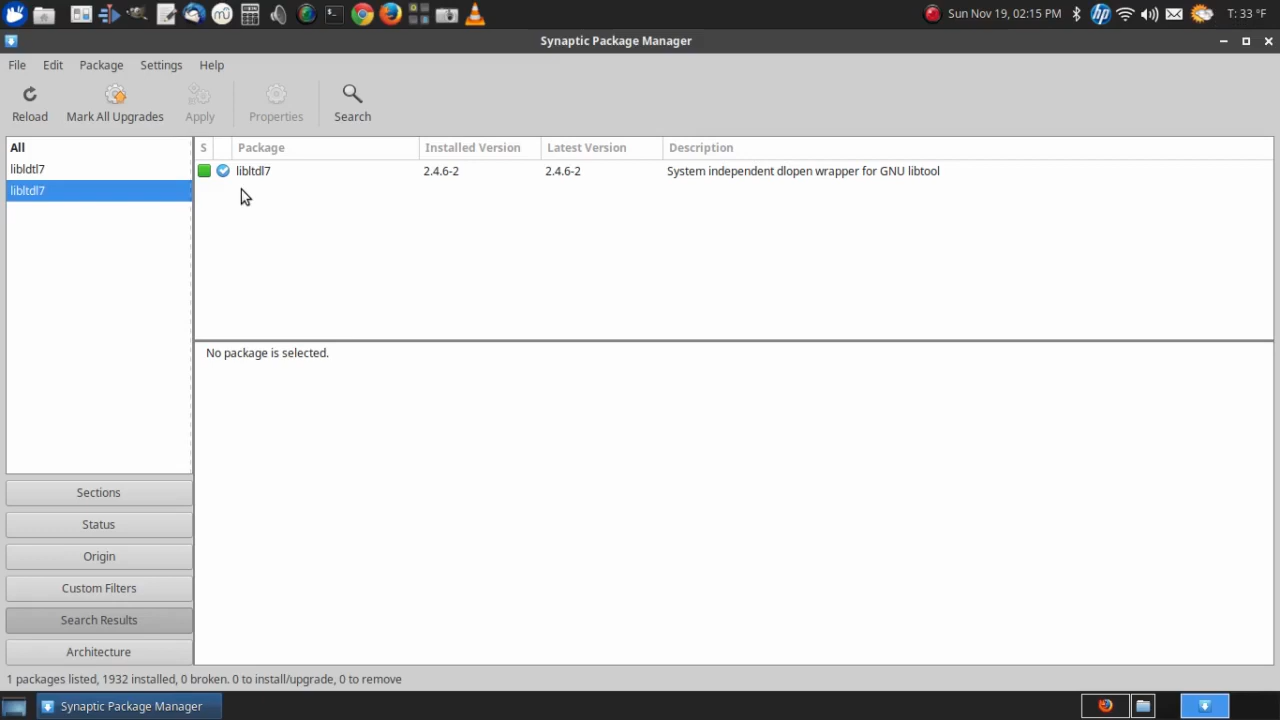 Sun Nov 19, 02:15 PM T: 33 °F
Synaptic Package Manager
File Edit Package Settings Help
Reload Mark All Upgrades Apply Properties Search
All
libldtl7
libltdl7
S Package Installed Version Latest Version Description
libltdl7 2.4.6-2 2.4.6-2 System independent dlopen wrapper for GNU libtool
No package is selected.
Sections
Status
Origin
Custom Filters
Search Results
Architecture
1 packages listed, 1932 installed, 0 broken. 0 to install/upgrade, 0 to remove
Synaptic Package Manager